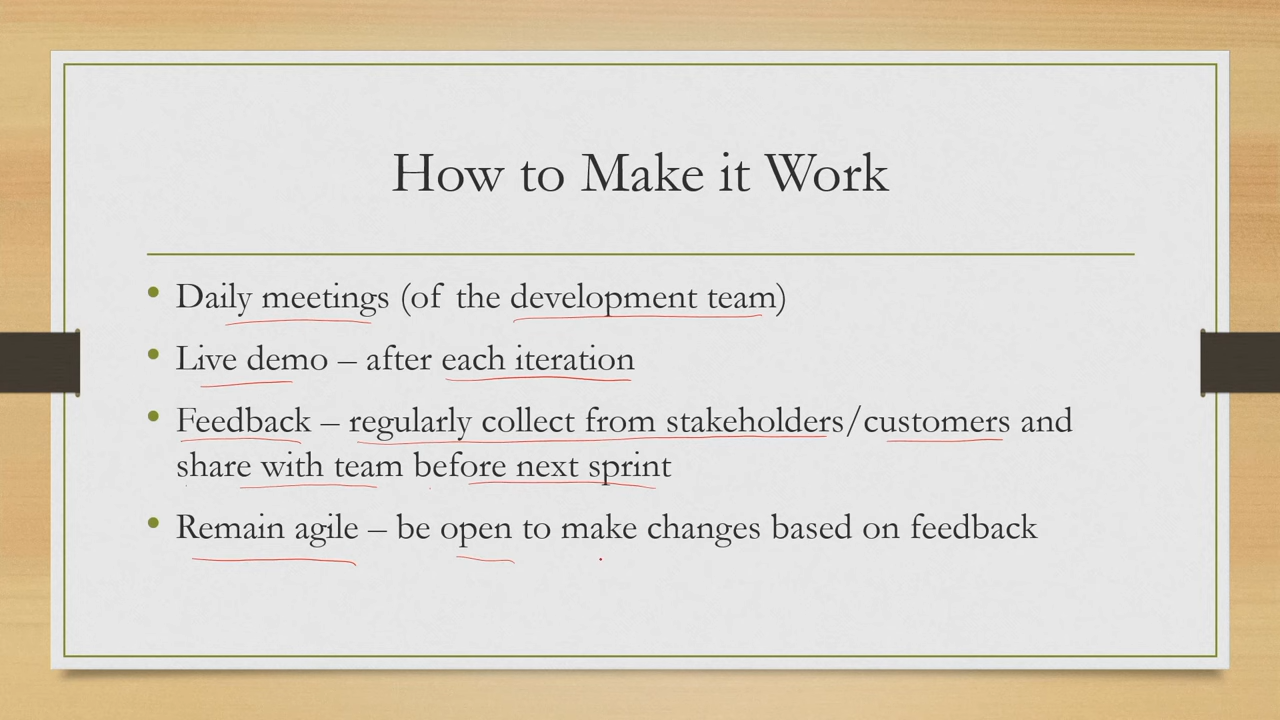 How to Make it Work
• Daily meetings (of the development team)
• Live demo – after each iteration
• Feedback – regularly collect from stakeholders/customers and
share with team before next sprint
• Remain agile – be open to make changes based on feedback